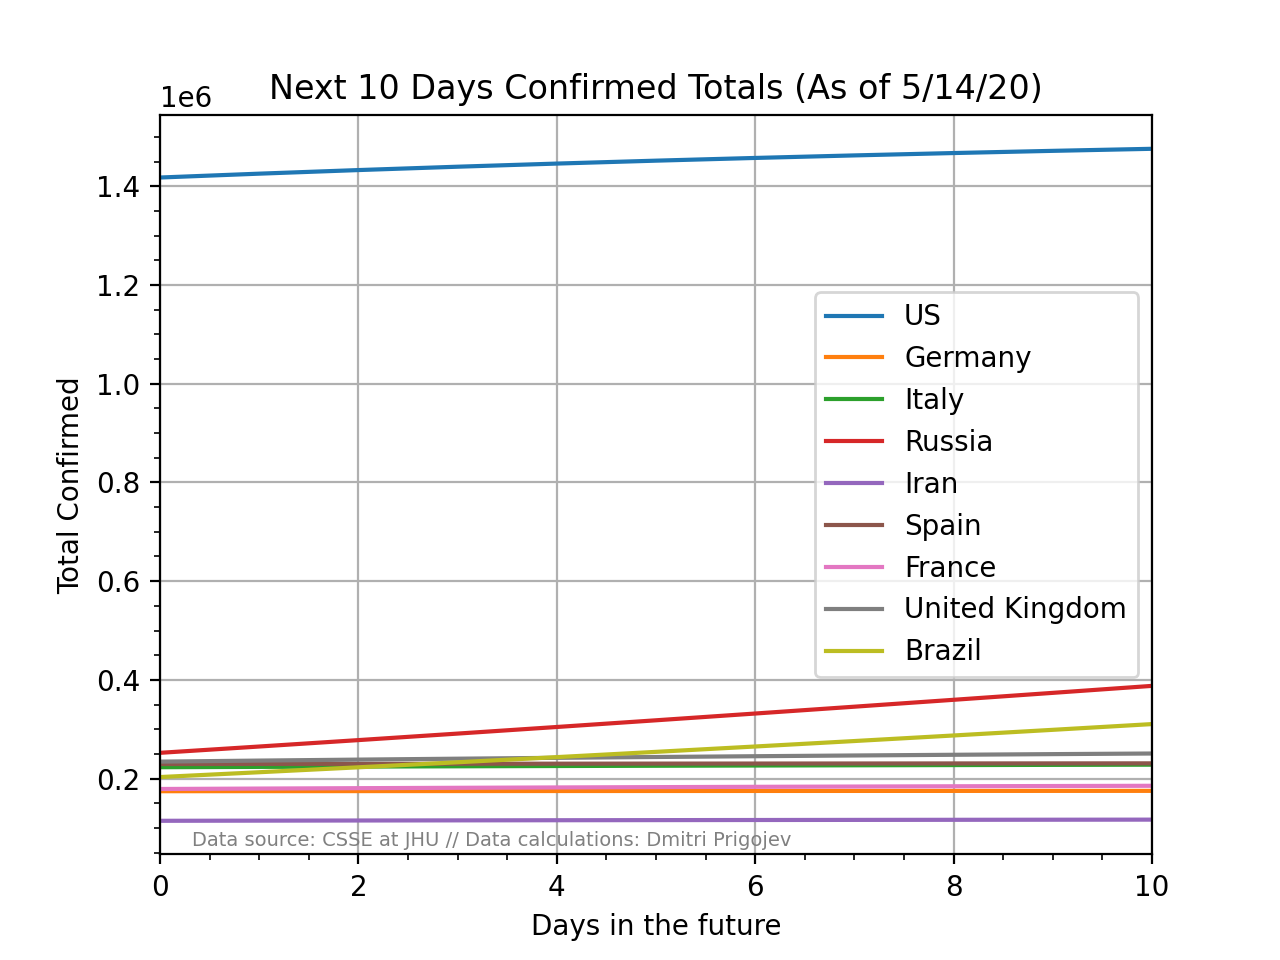 Next 10 Days Confirmed Totals (As of 5/14/20)
1e6
1.4
1.2
1.0
0.8
0.6
0.4
0.2
Total Confirmed
US
Germany
Italy
Russia
Iran
Spain
France
United Kingdom
Brazil
Data source: CSSE at JHU // Data calculations: Dmitri Prigojev
0 2 4 6 8 10
Days in the future